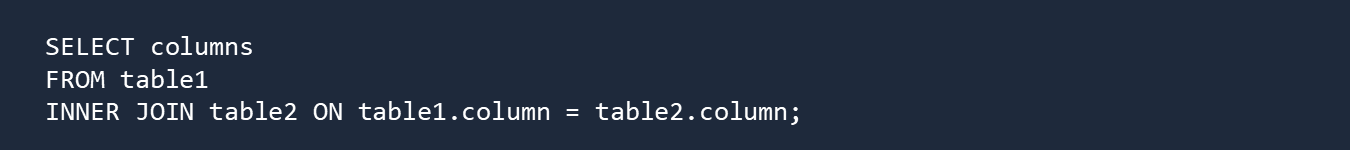 SELECT columns
FROM table1
INNER JOIN table2 ON table1.column = table2.column;